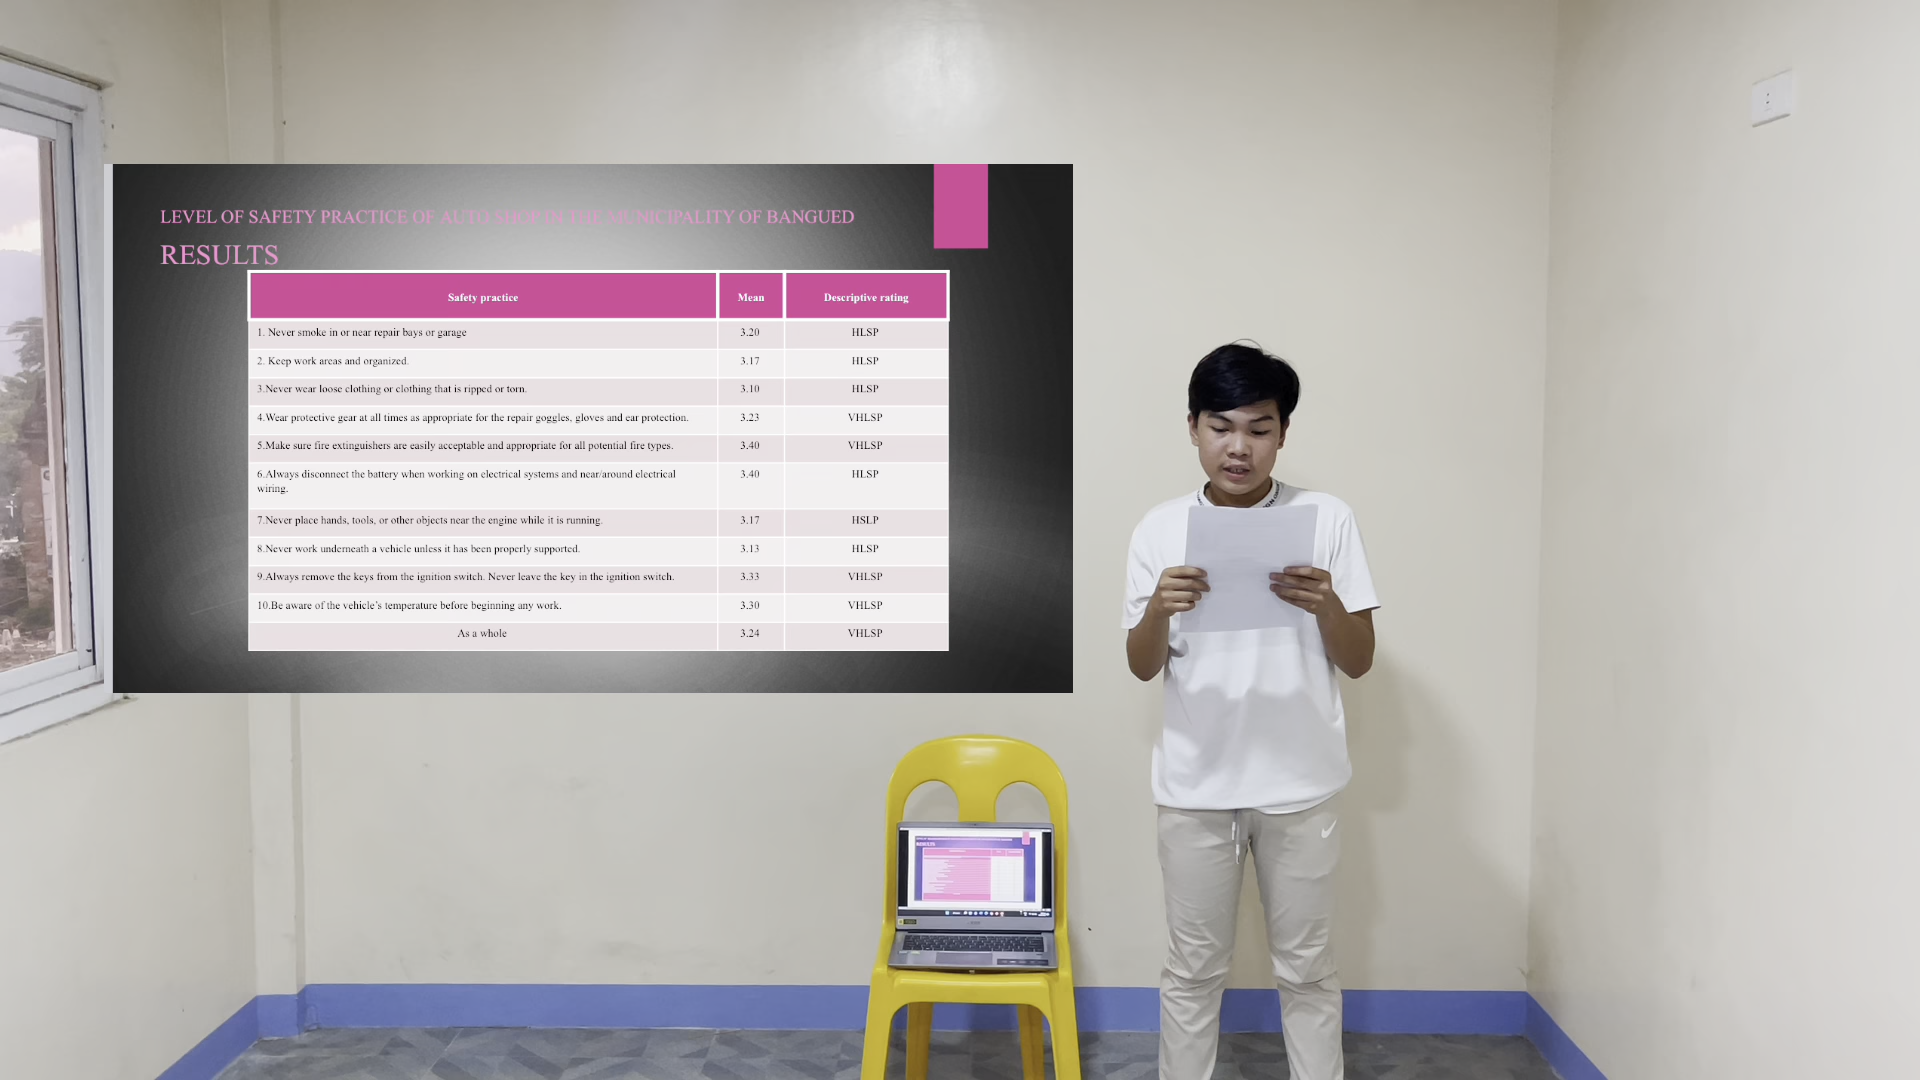 LEVEL OF SAFETY PRACTICE OF AUTO SHOP IN THE MUNICIPALITY OF BANGUED
RESULTS
Safety practice Mean Descriptive rating
1. Never smoke in or near repair bays or garage 3.20 HLSP
2. Keep work areas and organized. 3.17 HLSP
3.Never wear loose clothing or clothing that is ripped or torn. 3.10 HLSP
4.Wear protective gear at all times as appropriate for the repair goggles, gloves and ear protection. 3.23 VHLSP
5.Make sure fire extinguishers are easily acceptable and appropriate for all potential fire types. 3.40 VHLSP
6.Always disconnect the battery when working on electrical systems and near/around electrical 3.40 HLSP
wiring.
7.Never place hands, tools, or other objects near the engine while it is running. 3.17 HSLP
8.Never work underneath a vehicle unless it has been properly supported. 3.13 HLSP
9.Always remove the keys from the ignition switch. Never leave the key in the ignition switch. 3.33 VHLSP
10.Be aware of the vehicle’s temperature before beginning any work. 3.30 VHLSP
As a whole 3.24 VHLSP
RESULTS